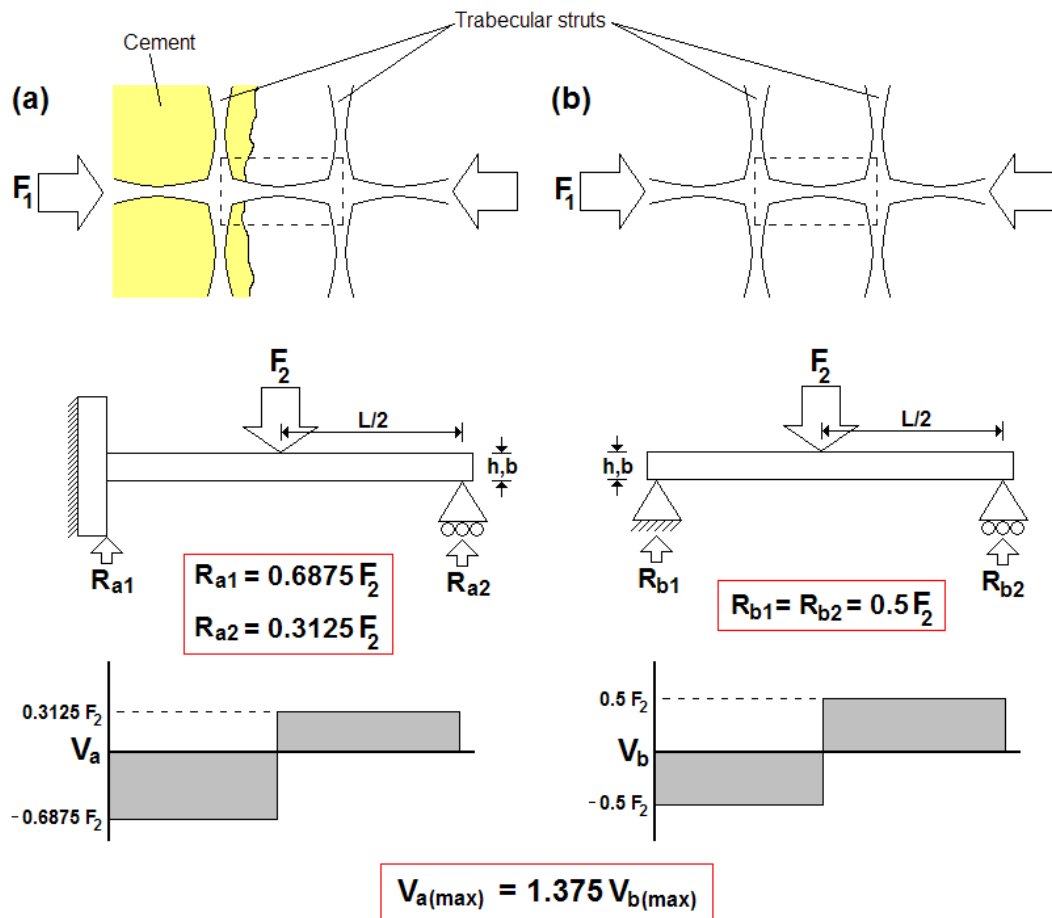 Trabecular struts
Cement
(a)
(b)
F1
F1
F2
F2
L/2
L/2
h,b
h,b
Ra1
Ra2
Rb1
Rb2
Ra1 = 0.6875 F2
Ra2 = 0.3125 F2
Rb1 = Rb2 = 0.5 F2
0.3125 F2
Va
-0.6875 F2
0.5 F2
Vb
-0.5 F2
Va(max) = 1.375 Vb(max)